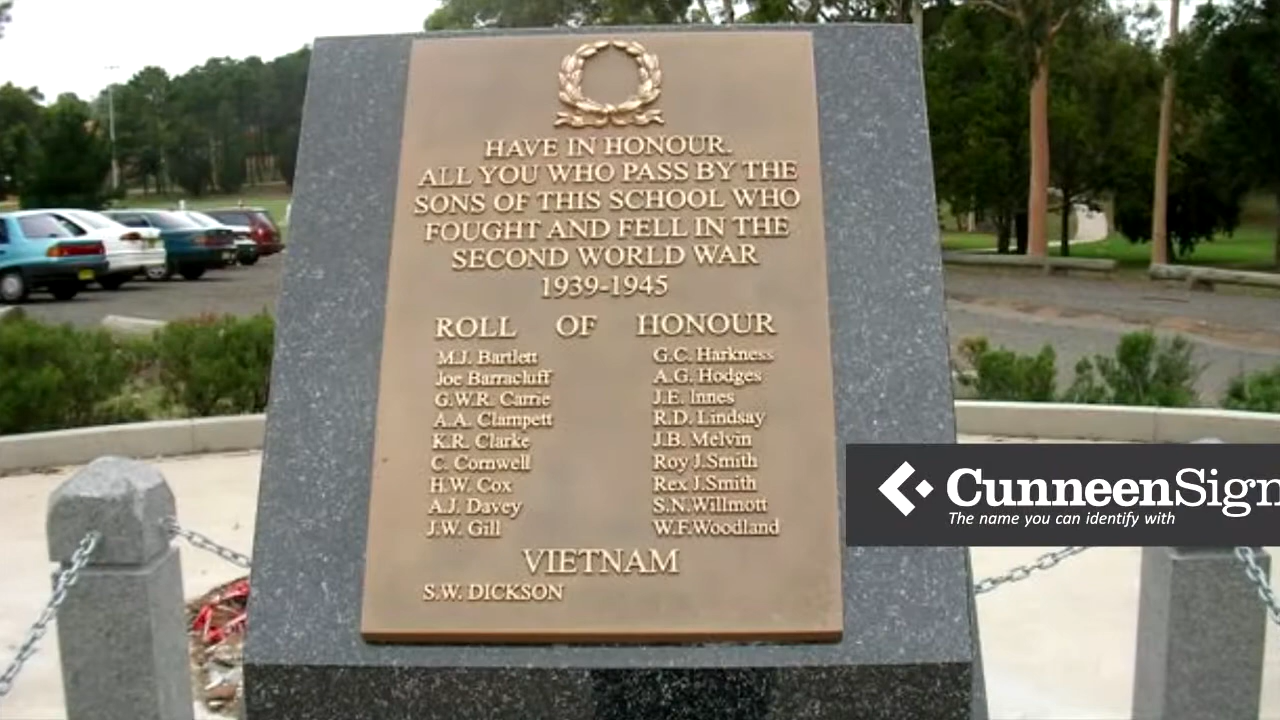 HAVE IN HONOUR.
ALL YOU WHO PASS BY THE
SONS OF THIS SCHOOL WHO
FOUGHT AND FELL IN THE
SECOND WORLD WAR
1939-1945
ROLL OF HONOUR
M.J. Bartlett
Joe Barracluff
G.W.R. Carrie
A.A. Clampett
K.R. Clarke
C. Cornwell
H.W. Cox
A.J. Davey
J.W. Gill
G.C. Harkness
A.G. Hodges
J.E. Innes
R.D. Lindsay
J.B. Melvin
Roy J.Smith
Rex J.Smith
S.N.Willmott
W.F.Woodland
VIETNAM
S.W. DICKSON
CunneenSign
The name you can identify with